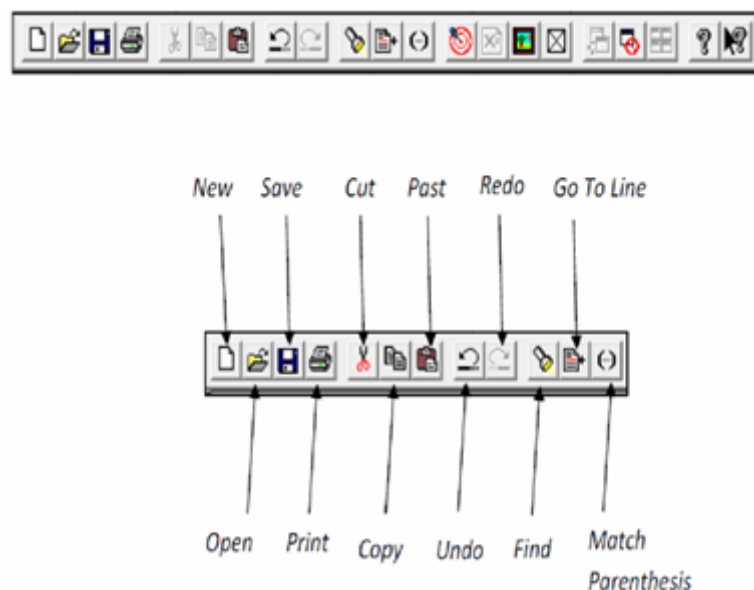 New Save Cut Past Redo Go To Line
Open Print Copy Undo Find Match
Parenthesis